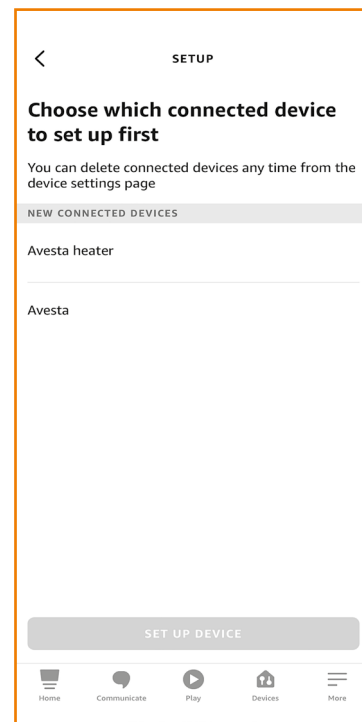 SETUP
Choose which connected device
to set up first
You can delete connected devices any time from the
device settings page
NEW CONNECTED DEVICES
Avesta heater
Avesta
SET UP DEVICE
Home Communicate Play Devices More